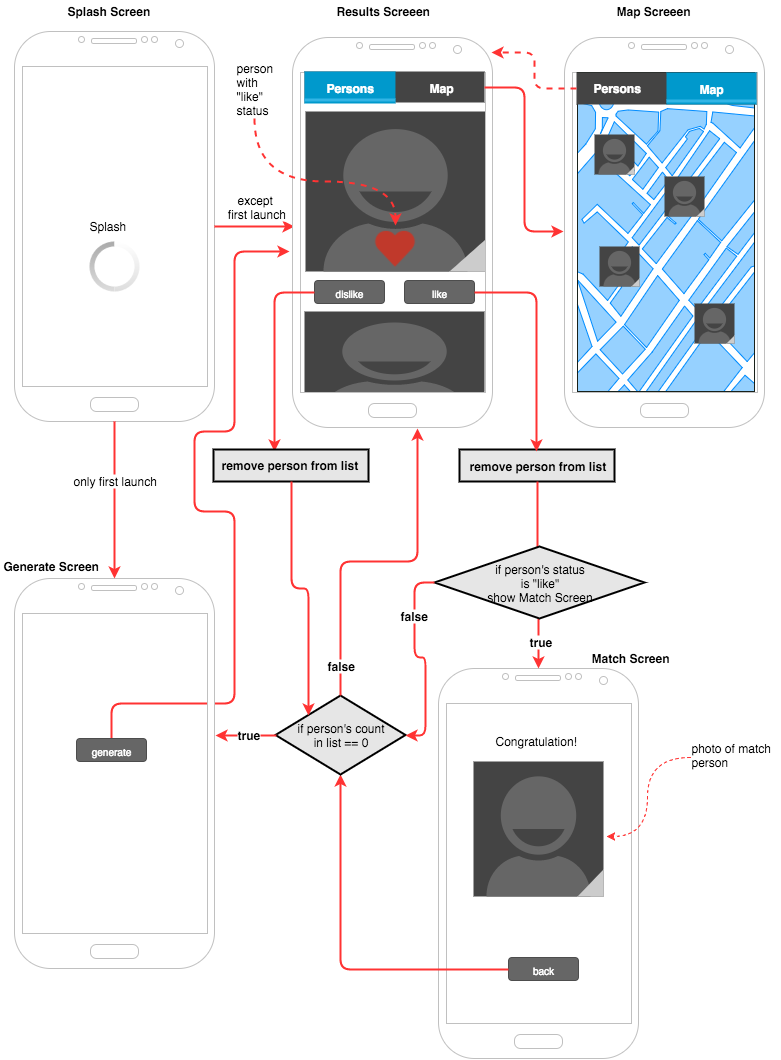 Splash Screen
Results Screeen
Map Screeen
person
with
"like"
status
Persons
Map
Persons
Map
except
first launch
Splash
dislike
like
remove person from list
remove person from list
only first launch
Generate Screen
if person's status
is "like"
show Match Screen
false
true
false
Match Screen
if person's count
in list == 0
true
generate
Congratulation!
photo of match
person
back